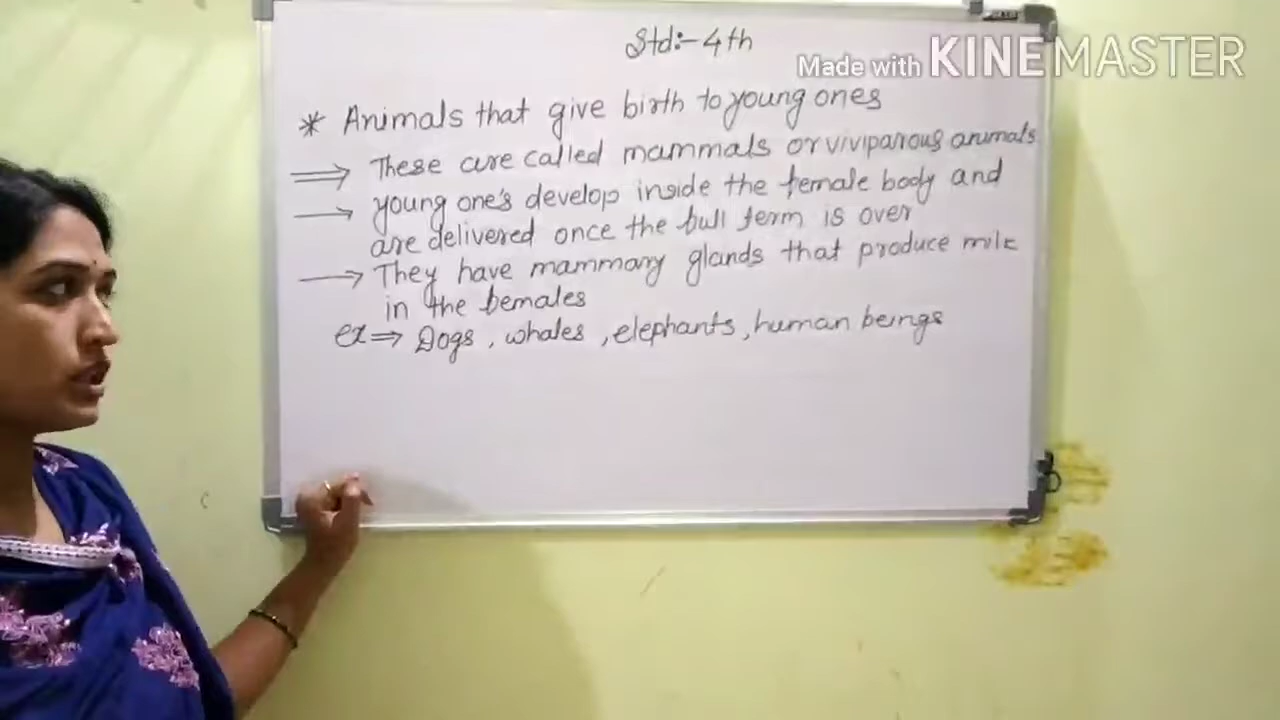 Std:- 4th
Made with KINEMASTER
* Animals that give birth to young ones
⇒ These are called mammals or viviparous animals
→ young one's develop inside the female body and
are delivered once the full term is over
→ They have mammary glands that produce milk
in the females
ex ⇒ Dogs, whales, elephants, human beings